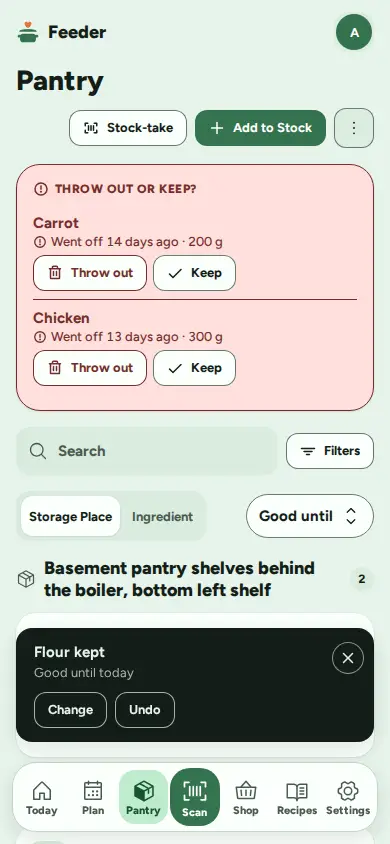 Feeder
A
Pantry
Stock-take
Add to Stock
THROW OUT OR KEEP?
Carrot
Went off 14 days ago · 200 g
Throw out
Keep
Chicken
Went off 13 days ago · 300 g
Throw out
Keep
Search
Filters
Storage Place
Ingredient
Good until
Basement pantry shelves behind
the boiler, bottom left shelf
2
Flour kept
Good until today
Change
Undo
Today
Plan
Pantry
Scan
Shop
Recipes
Settings